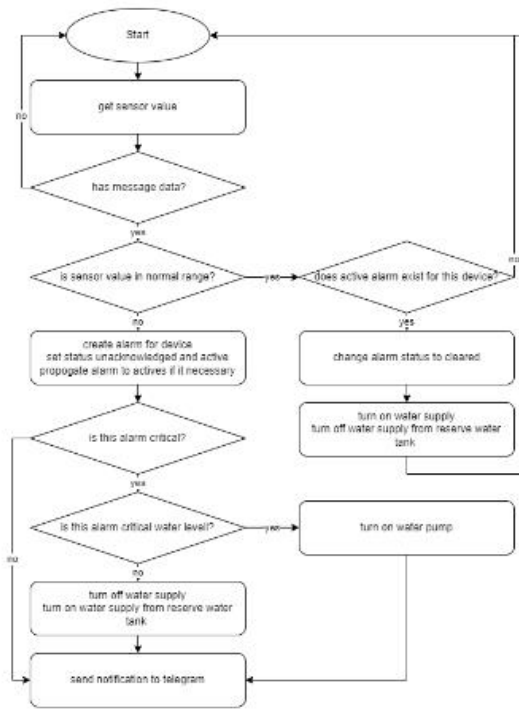 Start
get sensor value
no
has message data?
yes
is sensor value in normal range?
yes
does active alarm exist for this device?
no
no
yes
create alarm for device
set status unacknowledged and active
propogate alarm to actives if it necessary
change alarm status to cleared
turn on water supply
turn off water supply from reserve water
tank
is this alarm critical?
yes
is this alarm critical water level?
yes
turn on water pump
no
no
turn off water supply
turn on water supply from reserve water
tank
send notification to telegram